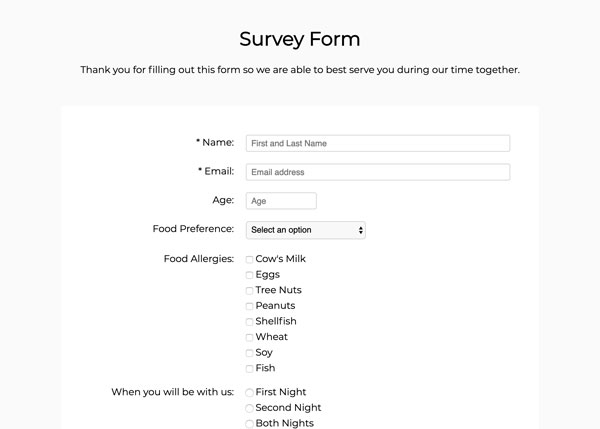 Survey Form
Thank you for filling out this form so we are able to best serve you during our time together.
* Name: First and Last Name
* Email: Email address
Age: Age
Food Preference: Select an option
Food Allergies: Cow's Milk
Eggs
Tree Nuts
Peanuts
Shellfish
Wheat
Soy
Fish
When you will be with us: First Night
Second Night
Both Nights